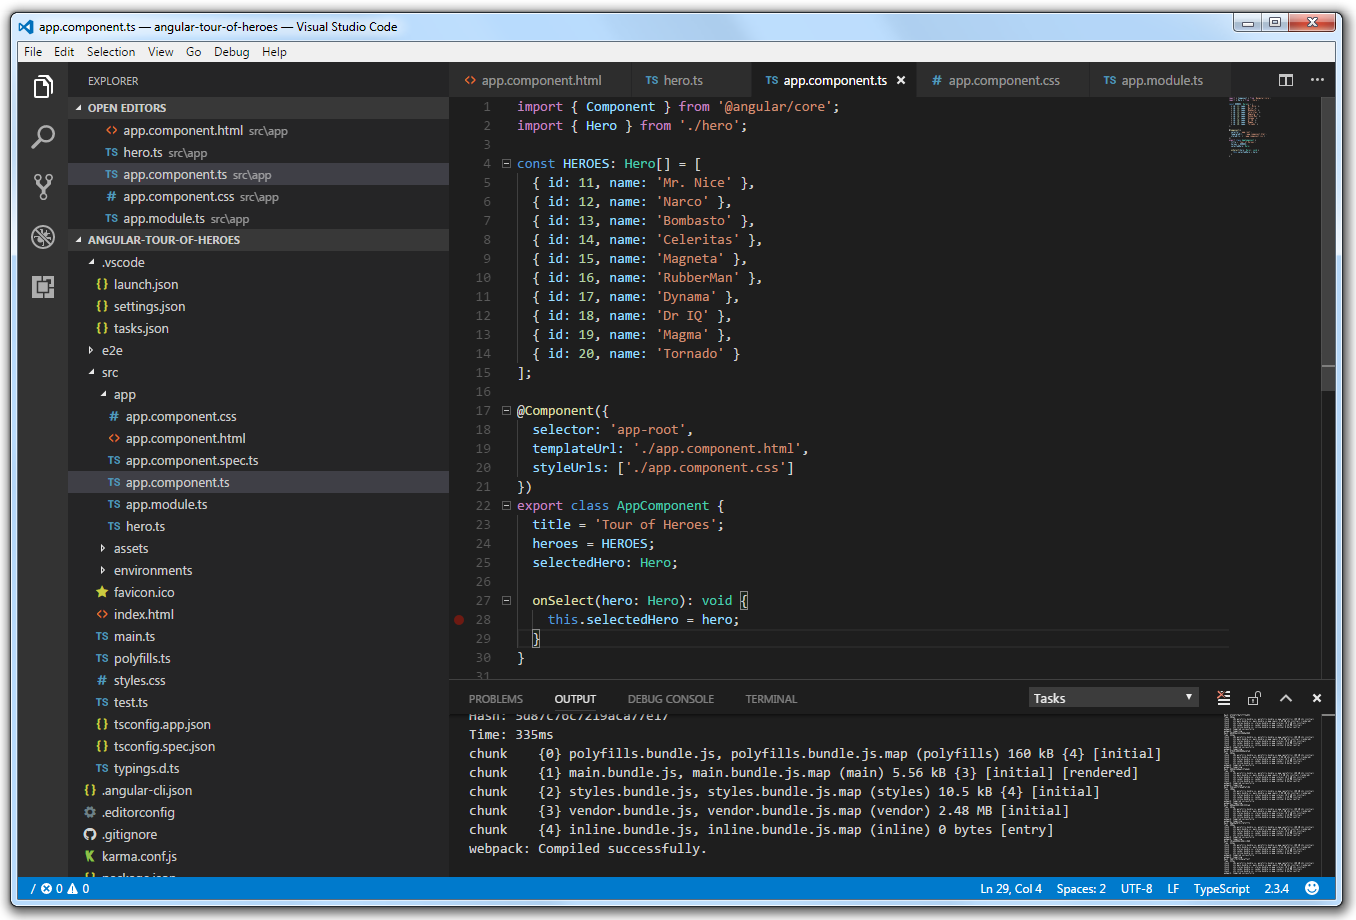 app.component.ts — angular-tour-of-heroes — Visual Studio Code
File Edit Selection View Go Debug Help
EXPLORER
OPEN EDITORS
<> app.component.html src\app
TS hero.ts src\app
TS app.component.ts src\app
# app.component.css src\app
TS app.module.ts src\app
ANGULAR-TOUR-OF-HEROES
.vscode
{} launch.json
{} settings.json
{} tasks.json
e2e
src
app
# app.component.css
<> app.component.html
TS app.component.spec.ts
TS app.component.ts
TS app.module.ts
TS hero.ts
assets
environments
favicon.ico
<> index.html
TS main.ts
TS polyfills.ts
# styles.css
TS test.ts
{} tsconfig.app.json
{} tsconfig.spec.json
TS typings.d.ts
{} .angular-cli.json
.editorconfig
.gitignore
K karma.conf.js
<> app.component.html TS hero.ts TS app.component.ts × # app.component.css TS app.module.ts
1 import { Component } from '@angular/core';
2 import { Hero } from './hero';
3
4 const HEROES: Hero[] = [
5 { id: 11, name: 'Mr. Nice' },
6 { id: 12, name: 'Narco' },
7 { id: 13, name: 'Bombasto' },
8 { id: 14, name: 'Celeritas' },
9 { id: 15, name: 'Magneta' },
10 { id: 16, name: 'RubberMan' },
11 { id: 17, name: 'Dynama' },
12 { id: 18, name: 'Dr IQ' },
13 { id: 19, name: 'Magma' },
14 { id: 20, name: 'Tornado' }
15 ];
16
17 @Component({
18 selector: 'app-root',
19 templateUrl: './app.component.html',
20 styleUrls: ['./app.component.css']
21 })
22 export class AppComponent {
23 title = 'Tour of Heroes';
24 heroes = HEROES;
25 selectedHero: Hero;
26
27 onSelect(hero: Hero): void {
28 this.selectedHero = hero;
29 }
30 }
31
PROBLEMS OUTPUT DEBUG CONSOLE TERMINAL Tasks
Time: 335ms
chunk {0} polyfills.bundle.js, polyfills.bundle.js.map (polyfills) 160 kB {4} [initial]
chunk {1} main.bundle.js, main.bundle.js.map (main) 5.56 kB {3} [initial] [rendered]
chunk {2} styles.bundle.js, styles.bundle.js.map (styles) 10.5 kB {4} [initial]
chunk {3} vendor.bundle.js, vendor.bundle.js.map (vendor) 2.48 MB [initial]
chunk {4} inline.bundle.js, inline.bundle.js.map (inline) 0 bytes [entry]
webpack: Compiled successfully.
/ 0 0 Ln 29, Col 4 Spaces: 2 UTF-8 LF TypeScript 2.3.4